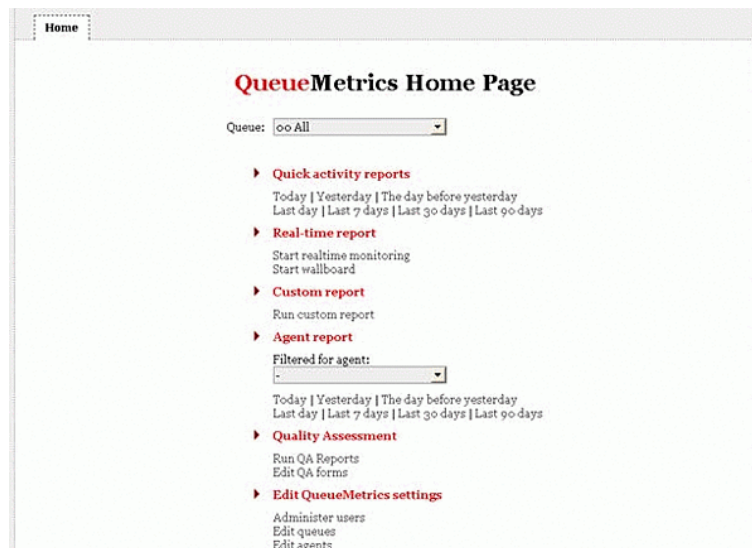 Home
QueueMetrics Home Page
Queue: 00 All
Quick activity reports
Today | Yesterday | The day before yesterday
Last day | Last 7 days | Last 30 days | Last 90 days
Real-time report
Start realtime monitoring
Start wallboard
Custom report
Run custom report
Agent report
Filtered for agent:
-
Today | Yesterday | The day before yesterday
Last day | Last 7 days | Last 30 days | Last 90 days
Quality Assessment
Run QA Reports
Edit QA forms
Edit QueueMetrics settings
Administer users
Edit queues
Edit agents